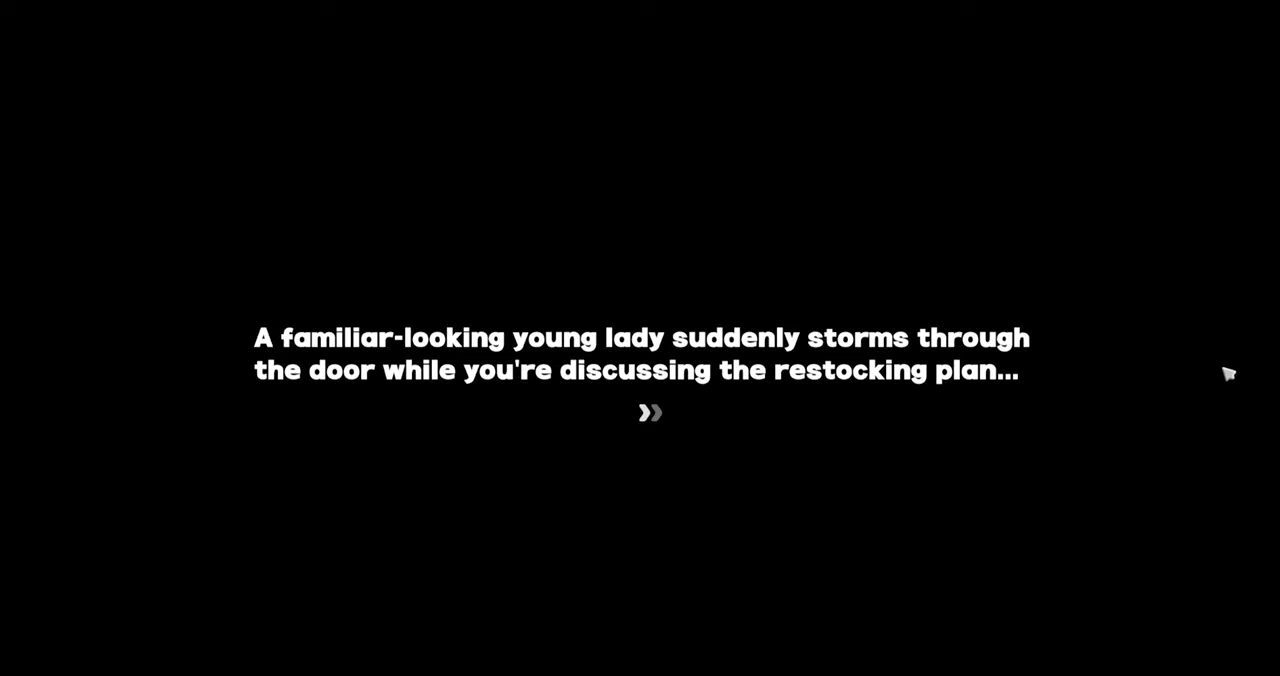 A familiar-looking young lady suddenly storms through
the door while you're discussing the restocking plan...